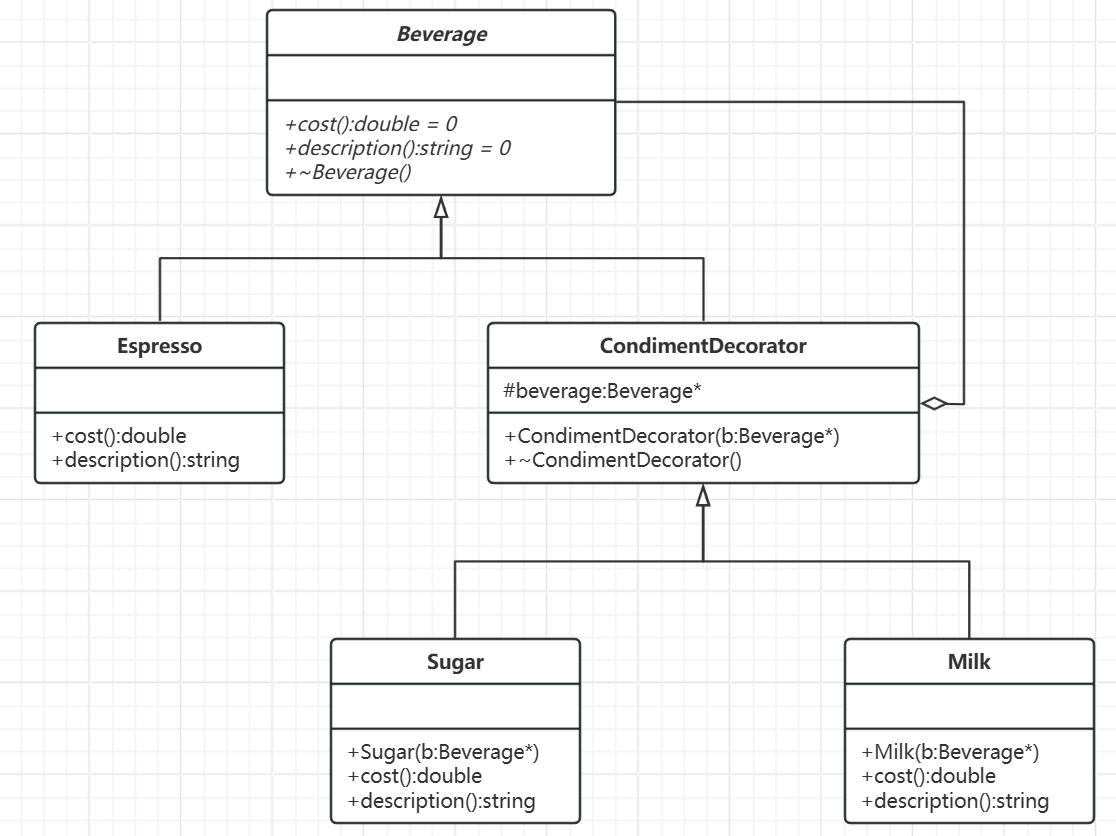 Beverage
+cost():double = 0
+description():string = 0
+~Beverage()
Espresso
+cost():double
+description():string
CondimentDecorator
#beverage:Beverage*
+CondimentDecorator(b:Beverage*)
+~CondimentDecorator()
Sugar
+Sugar(b:Beverage*)
+cost():double
+description():string
Milk
+Milk(b:Beverage*)
+cost():double
+description():string